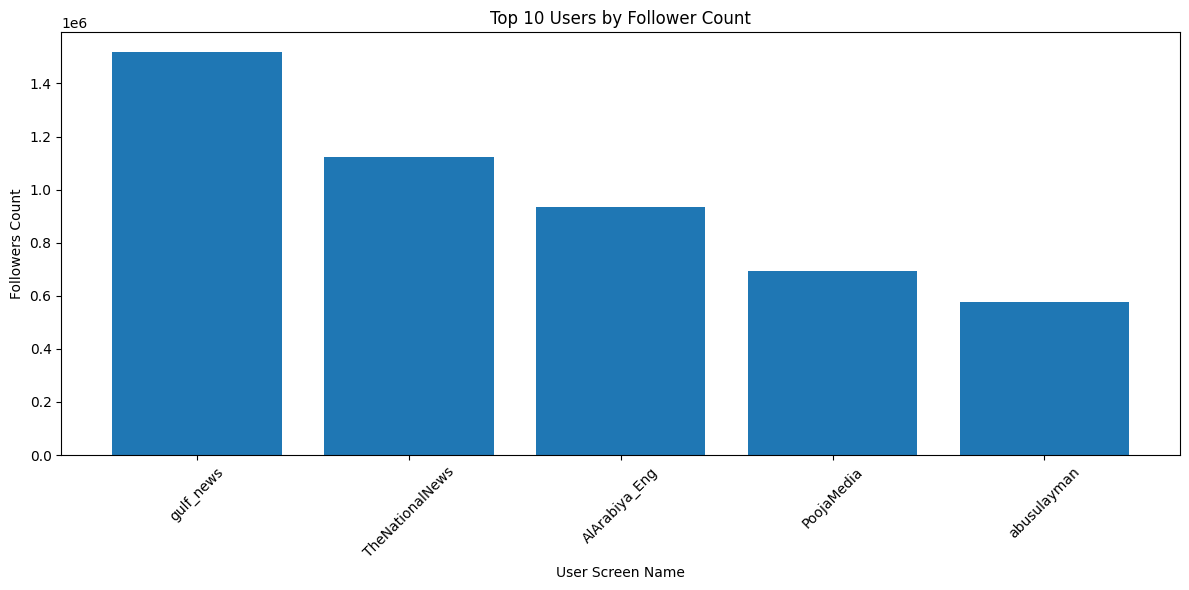 Top 10 Users by Follower Count
1e6
1.4
1.2
1.0
0.8
0.6
0.4
0.2
0.0
Followers Count
gulf_news
TheNationalNews
AlArabiya_Eng
PoojaMedia
abusulayman
User Screen Name